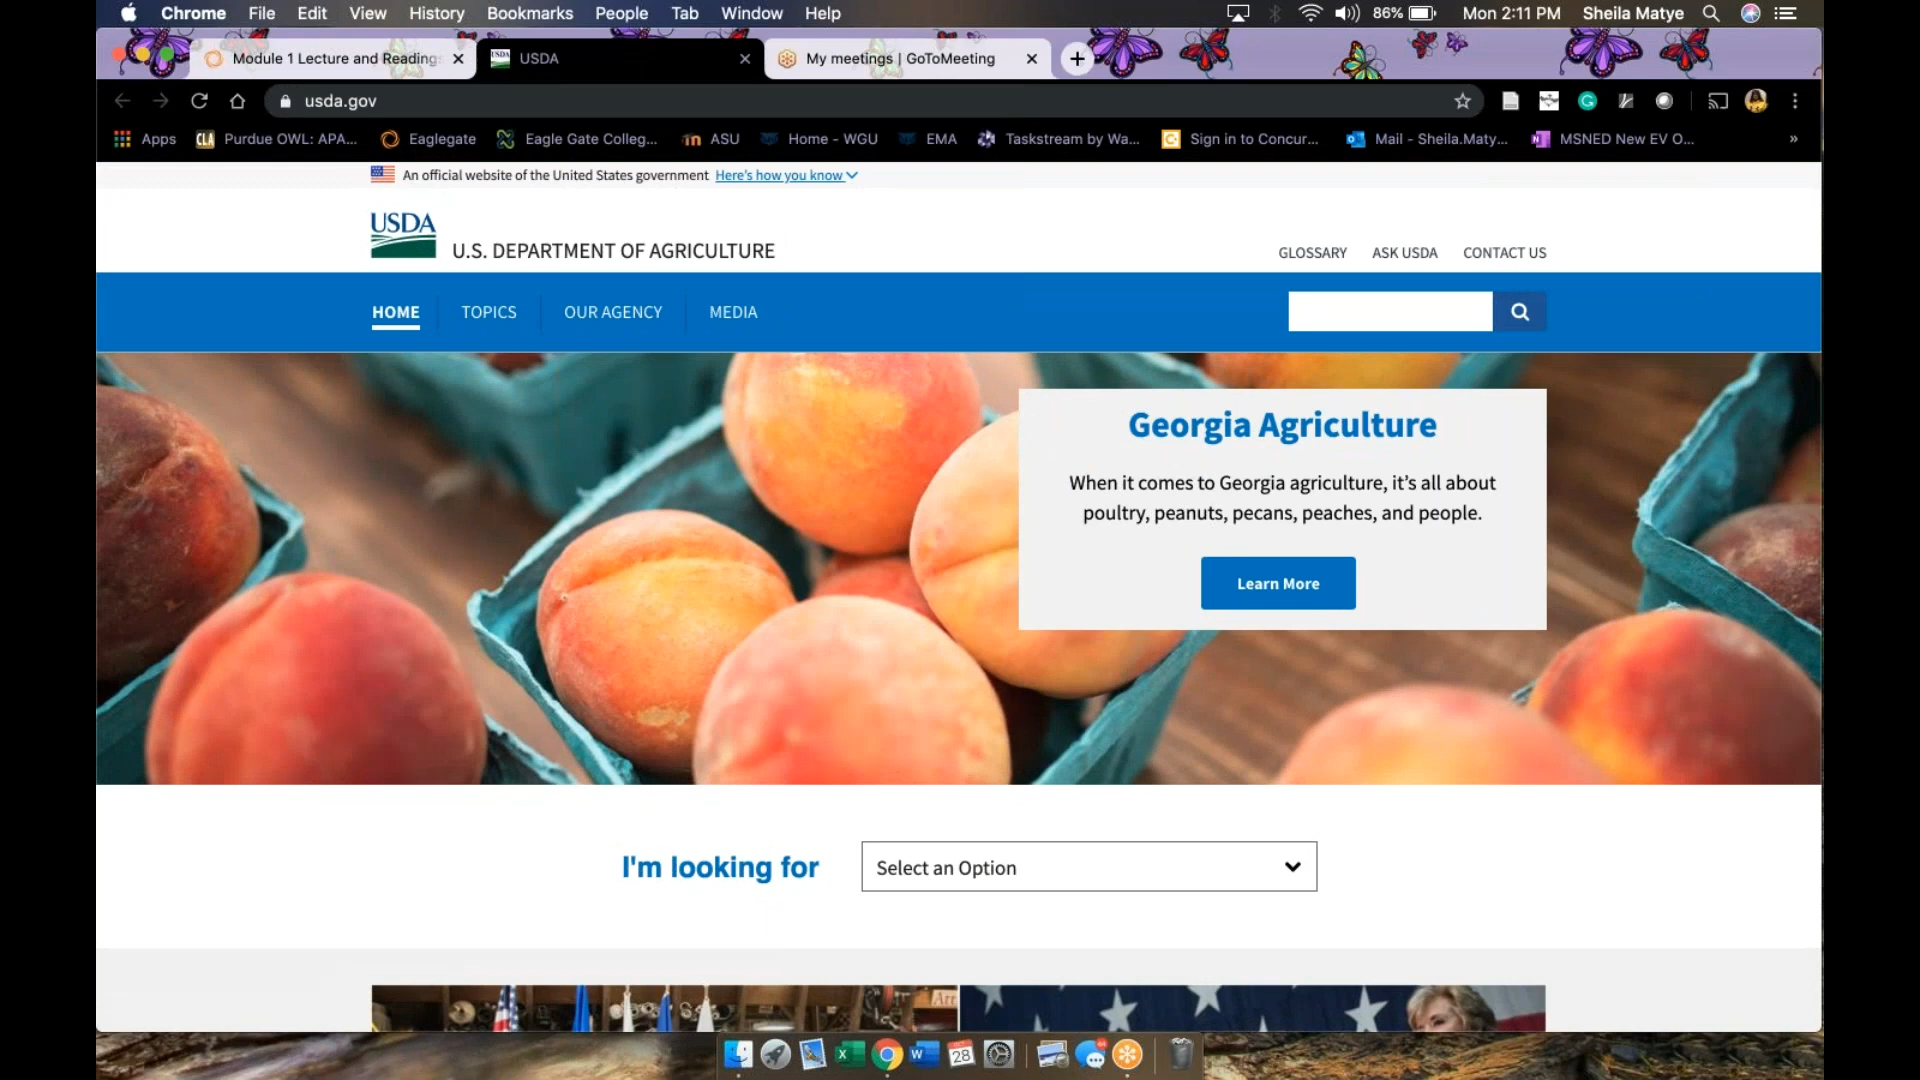 Chrome File Edit View History Bookmarks People Tab Window Help 86% Mon 2:11 PM Sheila Matye
Module 1 Lecture and Readings USDA My meetings | GoToMeeting
usda.gov
Apps CLA Purdue OWL: APA... Eaglegate Eagle Gate Colleg... ASU Home - WGU EMA Taskstream by Wa... Sign in to Concur... Mail - Sheila.Maty... MSNED New EV O... »
An official website of the United States government Here's how you know
USDA
U.S. DEPARTMENT OF AGRICULTURE
GLOSSARY ASK USDA CONTACT US
HOME TOPICS OUR AGENCY MEDIA
Georgia Agriculture
When it comes to Georgia agriculture, it's all about
poultry, peanuts, pecans, peaches, and people.
Learn More
I'm looking for Select an Option
28